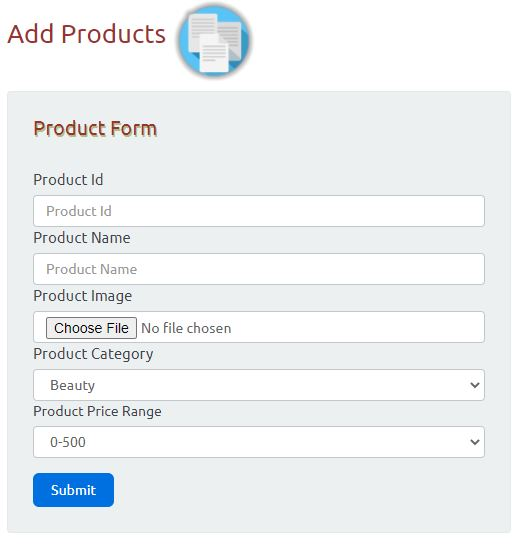 Add Products
Product Form
Product Id
Product Id
Product Name
Product Name
Product Image
Choose File No file chosen
Product Category
Beauty
Product Price Range
0-500
Submit